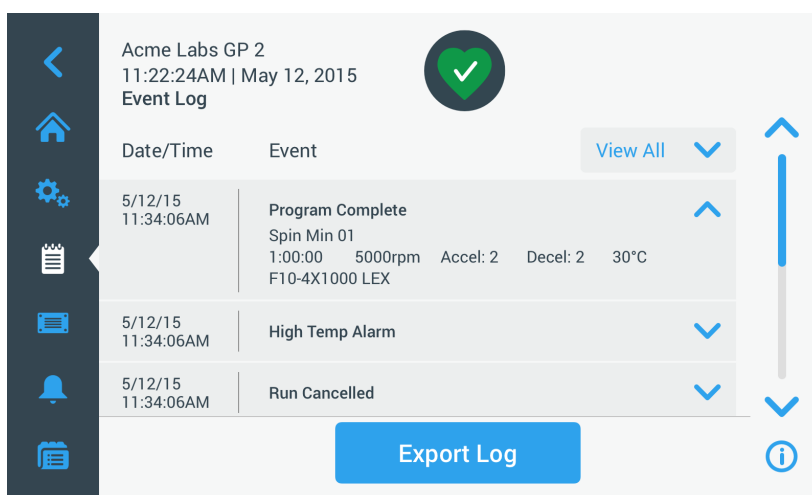 Acme Labs GP 2
11:22:24AM | May 12, 2015
Event Log
Date/Time Event View All
5/12/15
11:34:06AM
Program Complete
Spin Min 01
1:00:00 5000rpm Accel: 2 Decel: 2 30°C
F10-4X1000 LEX
5/12/15
11:34:06AM
High Temp Alarm
5/12/15
11:34:06AM
Run Cancelled
Export Log